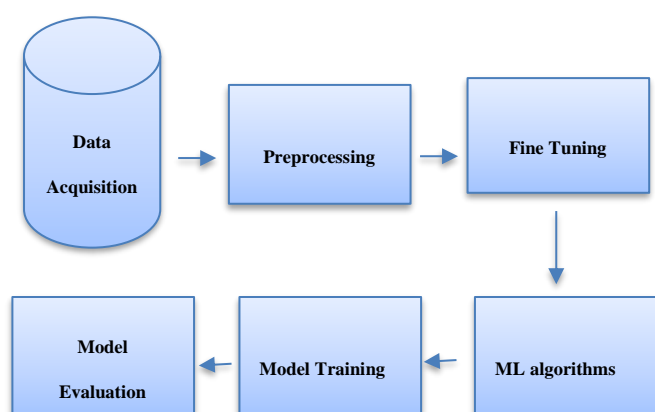 Data
Acquisition
Preprocessing
Fine Tuning
Model
Evaluation
Model Training
ML algorithms